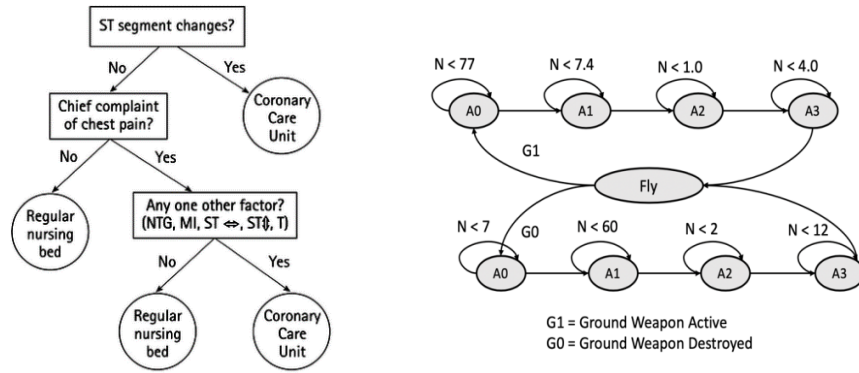 ST segment changes?
No
Yes
Chief complaint
of chest pain?
Coronary
Care
Unit
No
Yes
Regular
nursing
bed
Any one other factor?
(NTG, MI, ST ⇔, ST⇕, T)
No
Yes
Regular
nursing
bed
Coronary
Care
Unit
N < 77
N < 7.4
N < 1.0
N < 4.0
A0
A1
A2
A3
G1
Fly
G0
N < 7
N < 60
N < 2
N < 12
A0
A1
A2
A3
G1 = Ground Weapon Active
G0 = Ground Weapon Destroyed